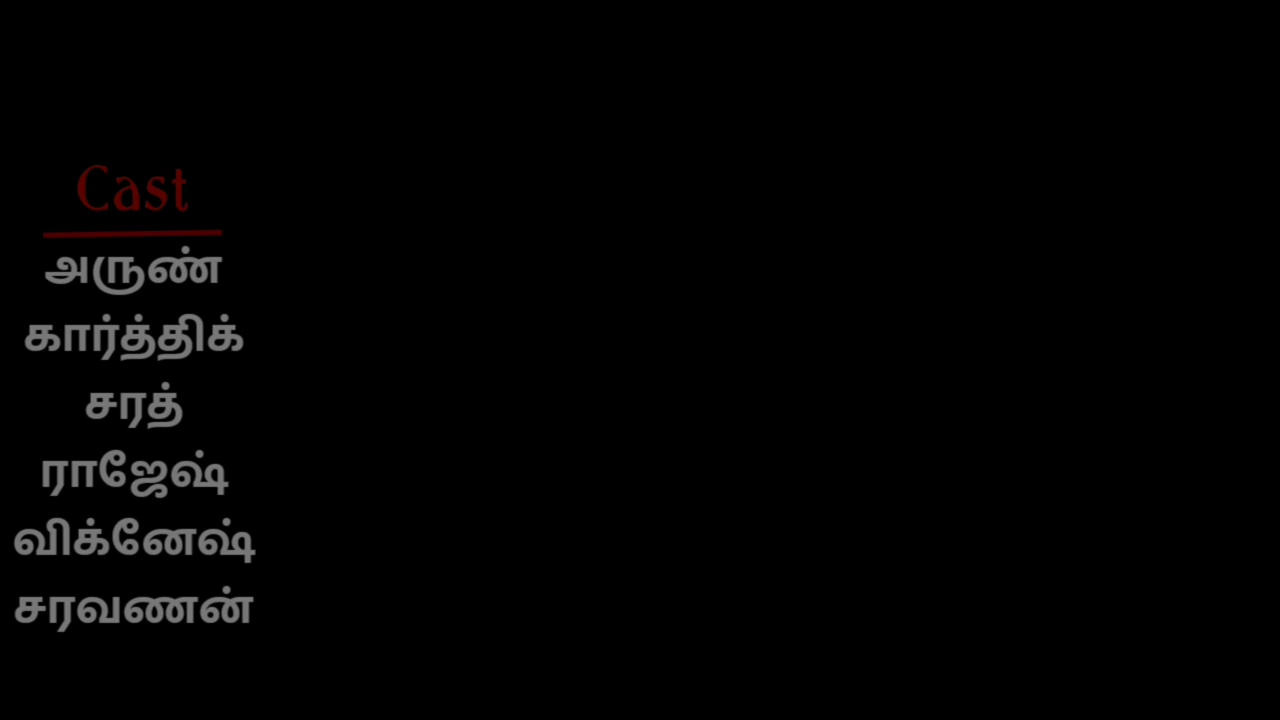 Cast
அருண்
கார்த்திக்
சரத்
ராஜேஷ்
விக்னேஷ்
சரவணன்